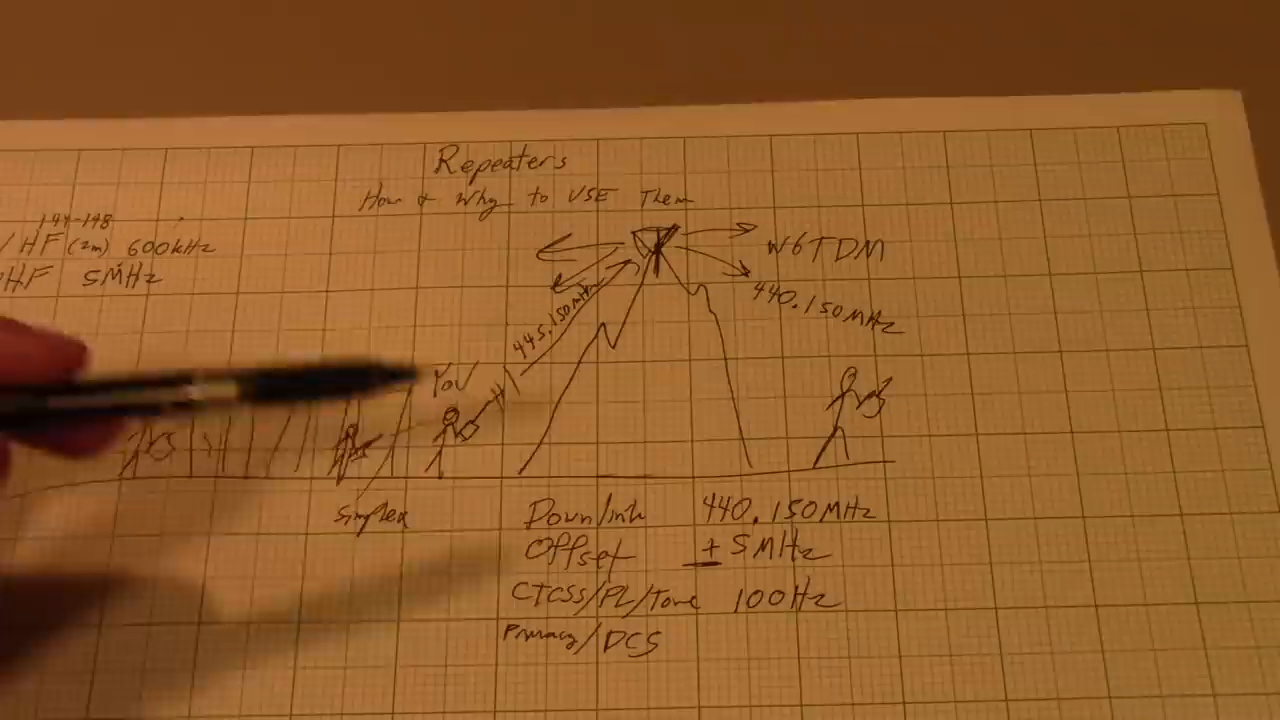 Repeaters
How & Why to USE Them
144-148
VHF (2m) 600kHz
UHF 5MHz
W6TDM
440.150MHz
445.150MHz
YOU
Simplex
Downlink 440.150MHz
Offset + 5MHz
CTCSS/PL/Tone 100Hz
Privacy/DCS